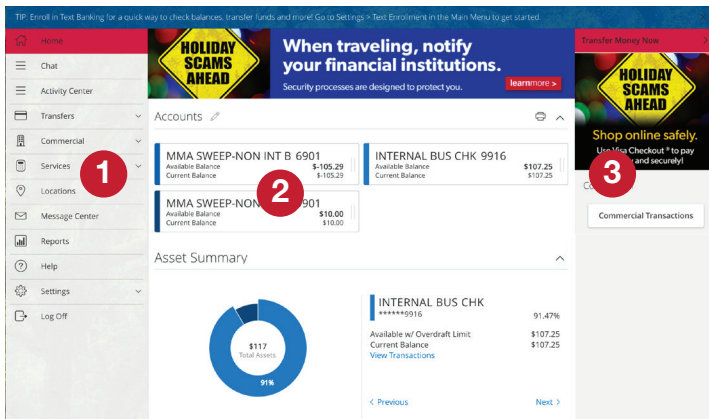 TIP: Enroll in Text Banking for a quick way to check balances, transfer funds and more! Go to Settings > Text Enrollment in the Main Menu to get started.
Home
Chat
Activity Center
Transfers
Commercial
Services
Locations
Message Center
Reports
Help
Settings
Log Off
1
HOLIDAY
SCAMS
AHEAD
When traveling, notify
your financial institutions.
Security processes are designed to protect you.
learnmore >
Accounts
MMA SWEEP-NON INT B 6901
Available Balance $-105.29
Current Balance $-105.29
INTERNAL BUS CHK 9916
Available Balance $107.25
Current Balance $107.25
2
MMA SWEEP-NON 901
Available Balance $10.00
Current Balance $10.00
Asset Summary
$117
Total Assets
91%
INTERNAL BUS CHK
******9916 91.47%
Available w/ Overdraft Limit $107.25
Current Balance $107.25
View Transactions
< Previous Next >
Transfer Money Now >
HOLIDAY
SCAMS
AHEAD
Shop online safely.
Use Visa Checkout ® to pay
and securely!
3
Commercial Transactions